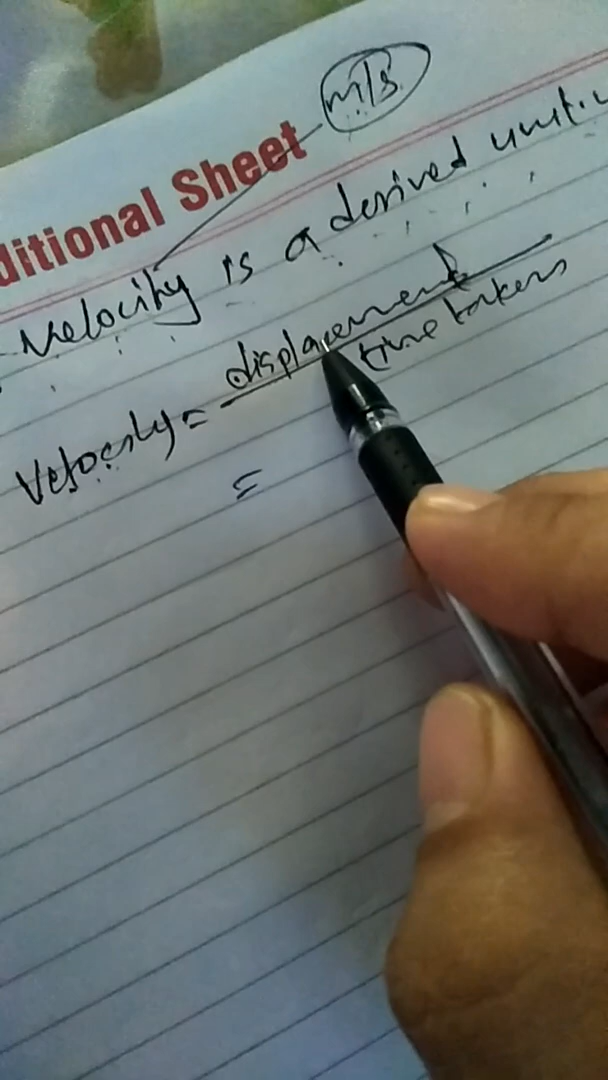 m/s
ditional Sheet
Velocity is a derived unit
Velocity = displacement
time taken
=